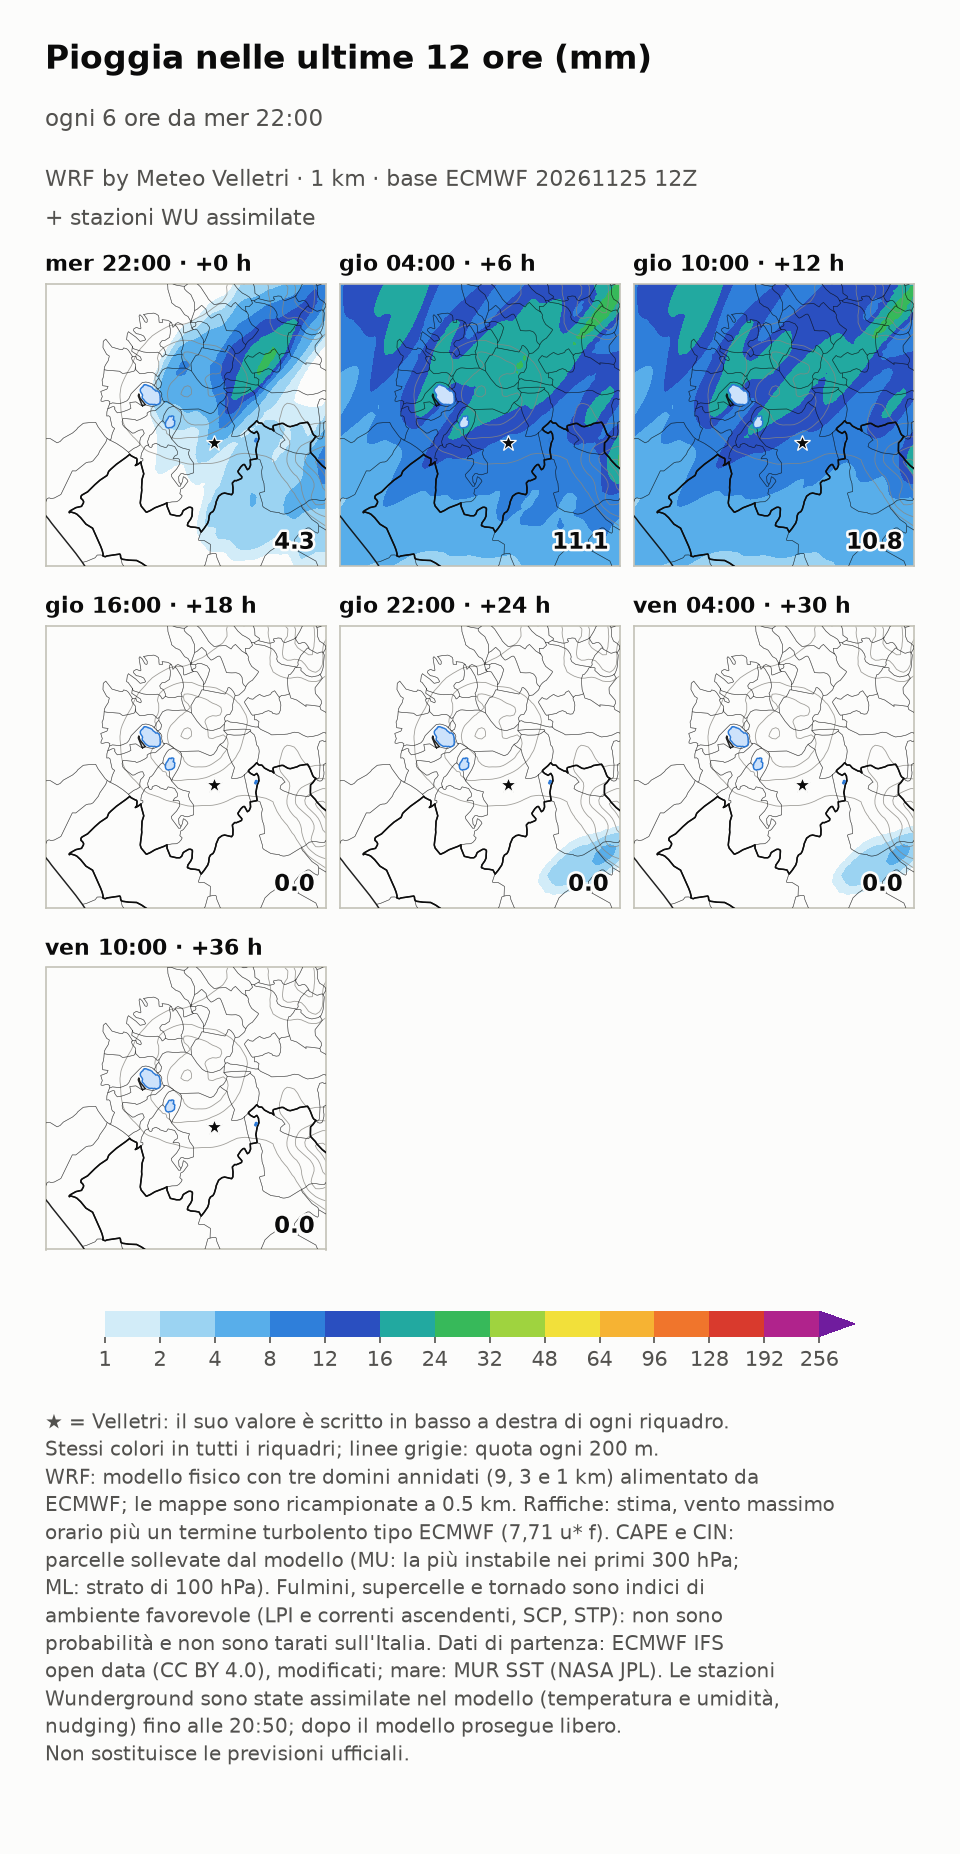 Pioggia nelle ultime 12 ore (mm)
ogni 6 ore da mer 22:00
WRF by Meteo Velletri · 1 km · base ECMWF 20261125 12Z
+ stazioni WU assimilate
mer 22:00 · +0 h
gio 04:00 · +6 h
gio 10:00 · +12 h
4.3
11.1
10.8
gio 16:00 · +18 h
gio 22:00 · +24 h
ven 04:00 · +30 h
0.0
0.0
0.0
ven 10:00 · +36 h
0.0
1 2 4 8 12 16 24 32 48 64 96 128 192 256
★ = Velletri: il suo valore è scritto in basso a destra di ogni riquadro.
Stessi colori in tutti i riquadri; linee grigie: quota ogni 200 m.
WRF: modello fisico con tre domini annidati (9, 3 e 1 km) alimentato da
ECMWF; le mappe sono ricampionate a 0.5 km. Raffiche: stima, vento massimo
orario più un termine turbolento tipo ECMWF (7,71 u* f). CAPE e CIN:
parcelle sollevate dal modello (MU: la più instabile nei primi 300 hPa;
ML: strato di 100 hPa). Fulmini, supercelle e tornado sono indici di
ambiente favorevole (LPI e correnti ascendenti, SCP, STP): non sono
probabilità e non sono tarati sull'Italia. Dati di partenza: ECMWF IFS
open data (CC BY 4.0), modificati; mare: MUR SST (NASA JPL). Le stazioni
Wunderground sono state assimilate nel modello (temperatura e umidità,
nudging) fino alle 20:50; dopo il modello prosegue libero.
Non sostituisce le previsioni ufficiali.